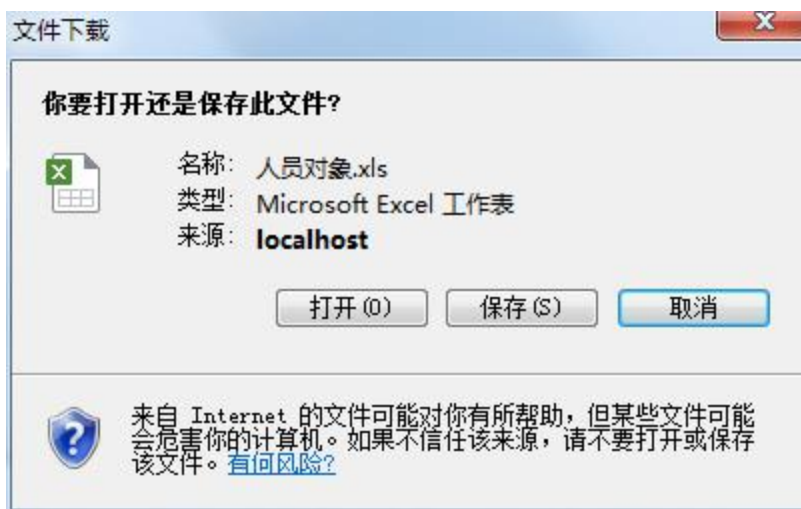 文件下载
你要打开还是保存此文件?
名称: 人员对象.xls
类型: Microsoft Excel 工作表
来源: localhost
打开(O) 保存(S) 取消
来自 Internet 的文件可能对你有所帮助，但某些文件可能
会危害你的计算机。如果不信任该来源，请不要打开或保存
该文件。有何风险?